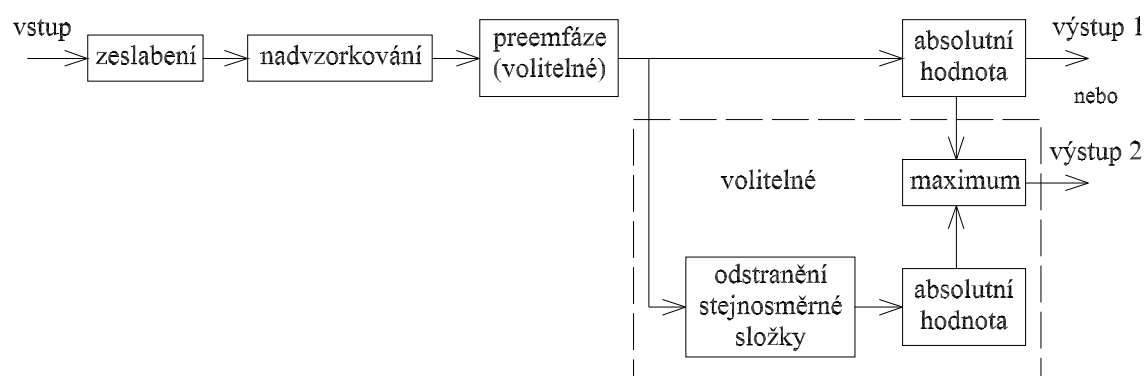 vstup
zeslabení
nadvzorkování
preemfáze
(volitelné)
absolutní
hodnota
výstup 1
nebo
výstup 2
volitelné
maximum
odstranění
stejnosměrné
složky
absolutní
hodnota